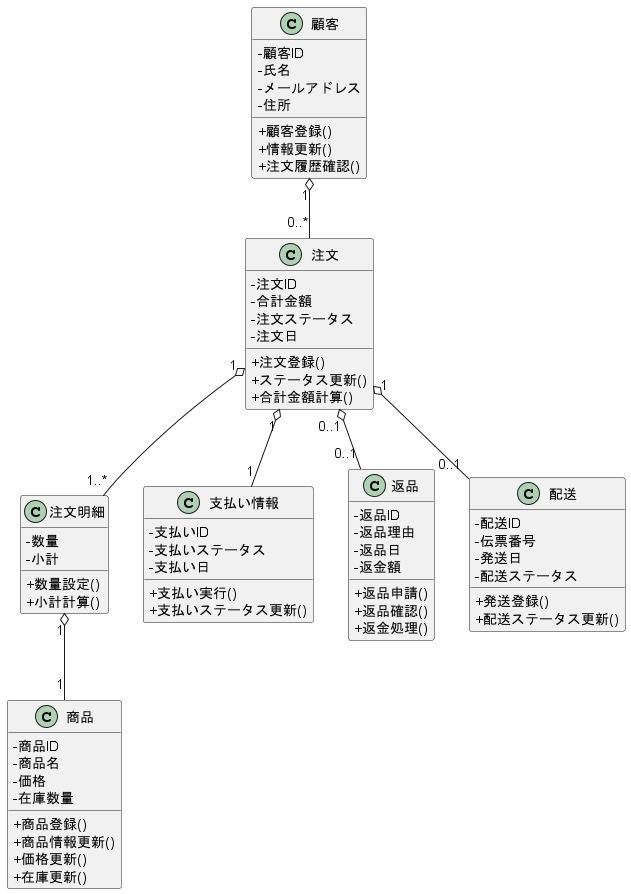 C 顧客
-顧客ID
-氏名
-メールアドレス
-住所
+顧客登録()
+情報更新()
+注文履歴確認()
1
0..*
C 注文
-注文ID
-合計金額
-注文ステータス
-注文日
+注文登録()
+ステータス更新()
+合計金額計算()
1
1
0..1
1
1..*
1
0..1
0..1
C 注文明細
-数量
-小計
+数量設定()
+小計計算()
C 支払い情報
-支払いID
-支払いステータス
-支払い日
+支払い実行()
+支払いステータス更新()
C 返品
-返品ID
-返品理由
-返品日
-返金額
+返品申請()
+返品確認()
+返金処理()
C 配送
-配送ID
-伝票番号
-発送日
-配送ステータス
+発送登録()
+配送ステータス更新()
1
1
C 商品
-商品ID
-商品名
-価格
-在庫数量
+商品登録()
+商品情報更新()
+価格更新()
+在庫更新()